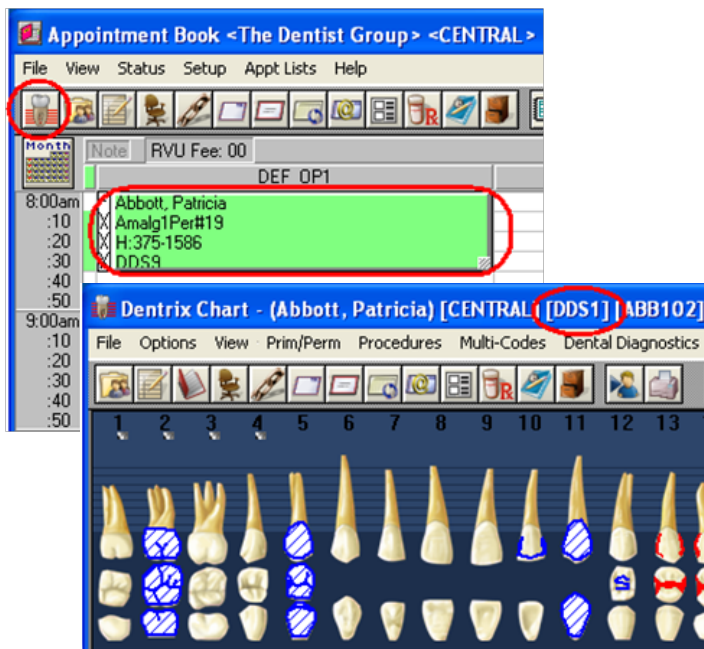 Appointment Book <The Dentist Group> <CENTRAL>
File View Status Setup Appt Lists Help
Month
Note RVU Fee: 00
DEF OP1
8:00am
:10
:20
:30
:40
:50
Abbott, Patricia
X Amalg1Per#19
X H:375-1586
DDS9
9:00am
:10
:20
:30
:40
:50
Dentrix Chart - (Abbott, Patricia) [CENTRAL] [DDS1] [ABB102]
File Options View Prim/Perm Procedures Multi-Codes Dental Diagnostics
1 2 3 4 5 6 7 8 9 10 11 12 13
S